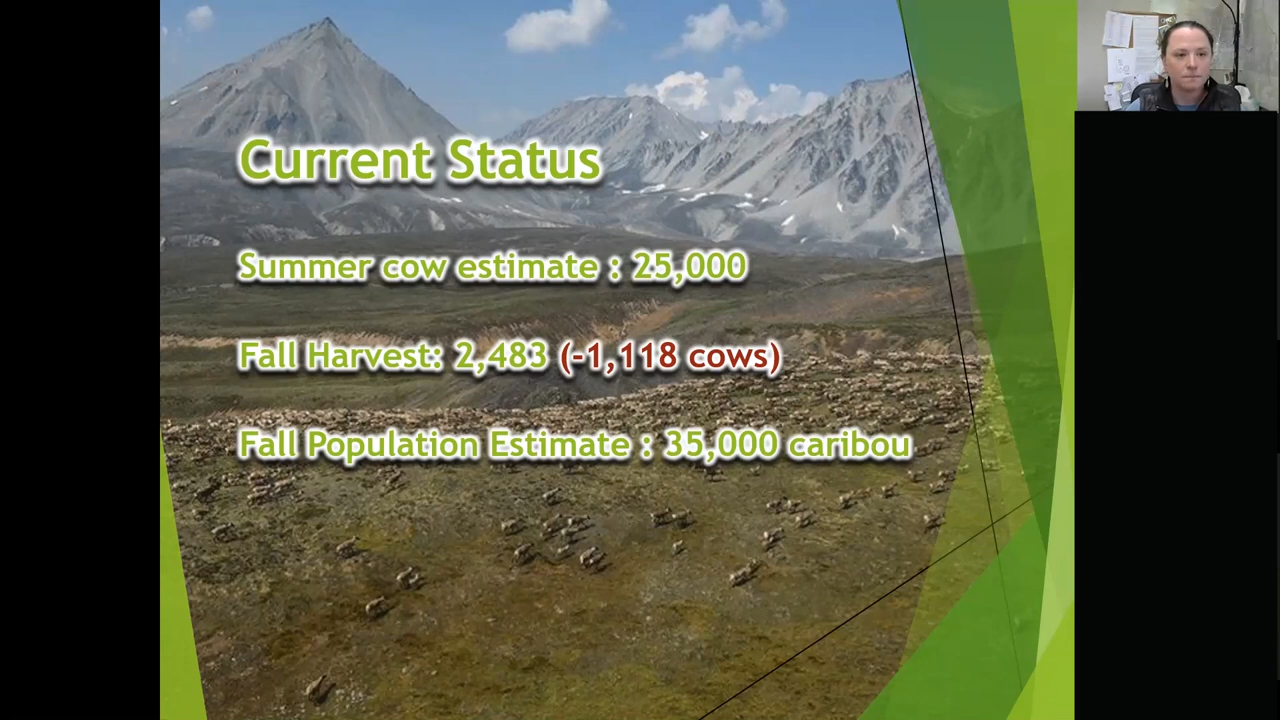 Current Status
Summer cow estimate : 25,000
Fall Harvest: 2,483 (-1,118 cows)
Fall Population Estimate : 35,000 caribou